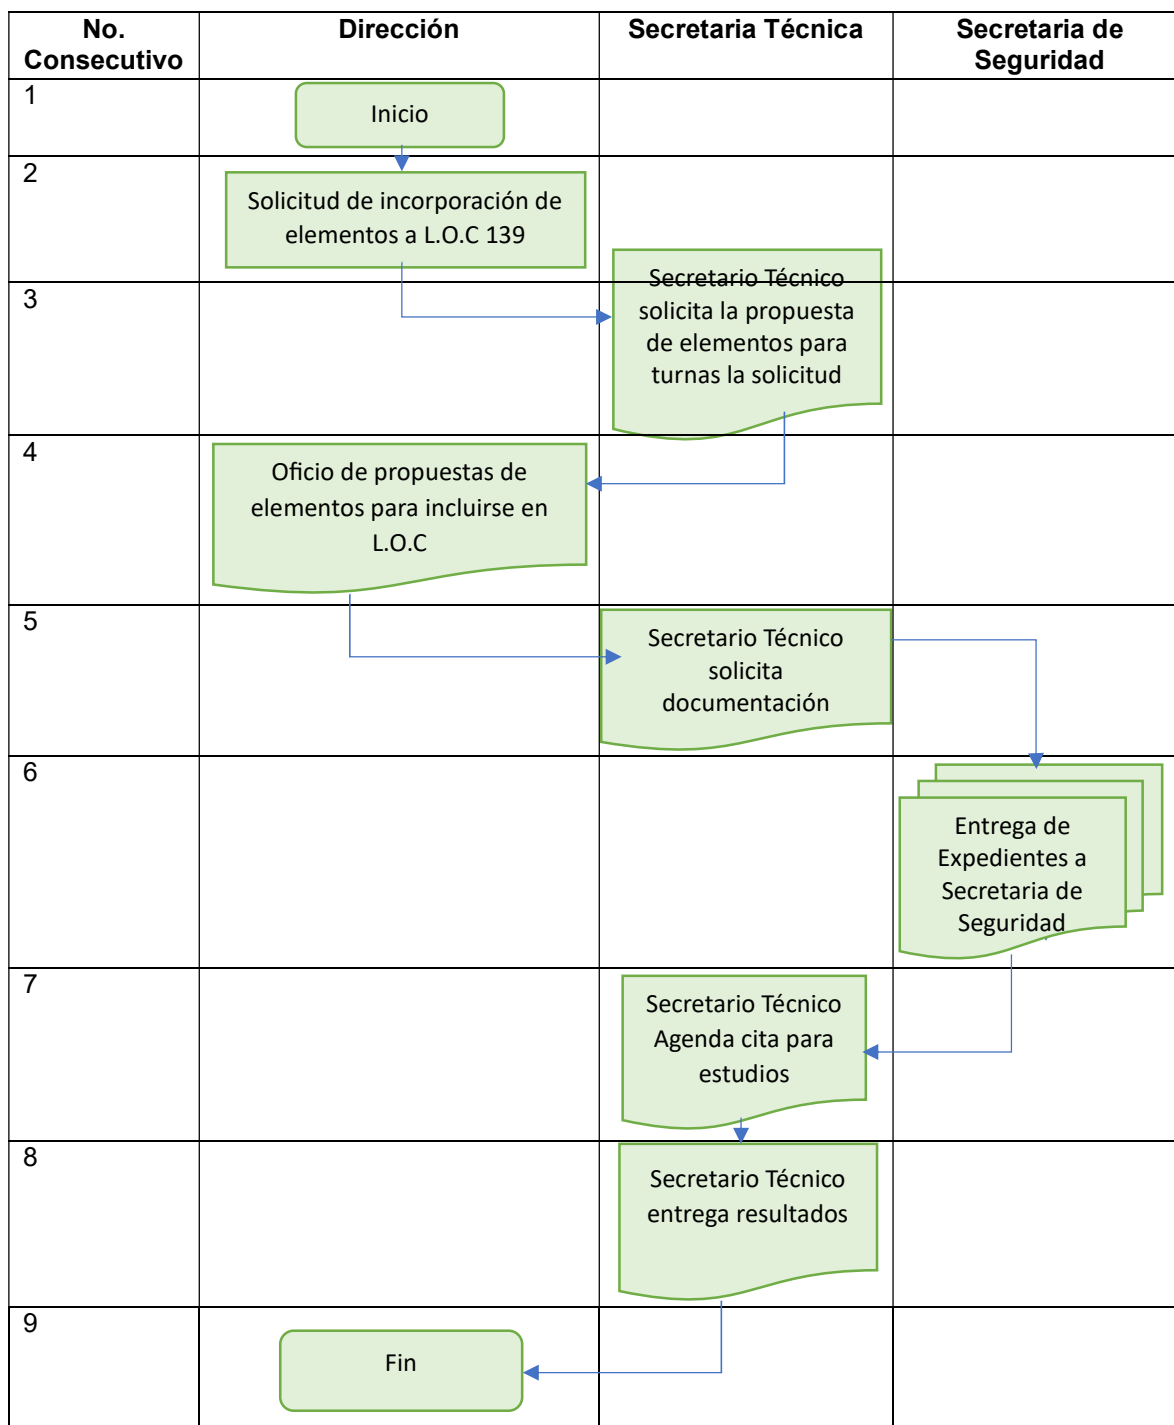 No. Consecutivo
Dirección
Secretaria Técnica
Secretaria de Seguridad
1
Inicio
2
Solicitud de incorporación de
elementos a L.O.C 139
3
Secretario Técnico
solicita la propuesta
de elementos para
turnas la solicitud
4
Oficio de propuestas de
elementos para incluirse en
L.O.C
5
Secretario Técnico
solicita
documentación
6
Entrega de
Expedientes a
Secretaria de
Seguridad
7
Secretario Técnico
Agenda cita para
estudios
8
Secretario Técnico
entrega resultados
9
Fin